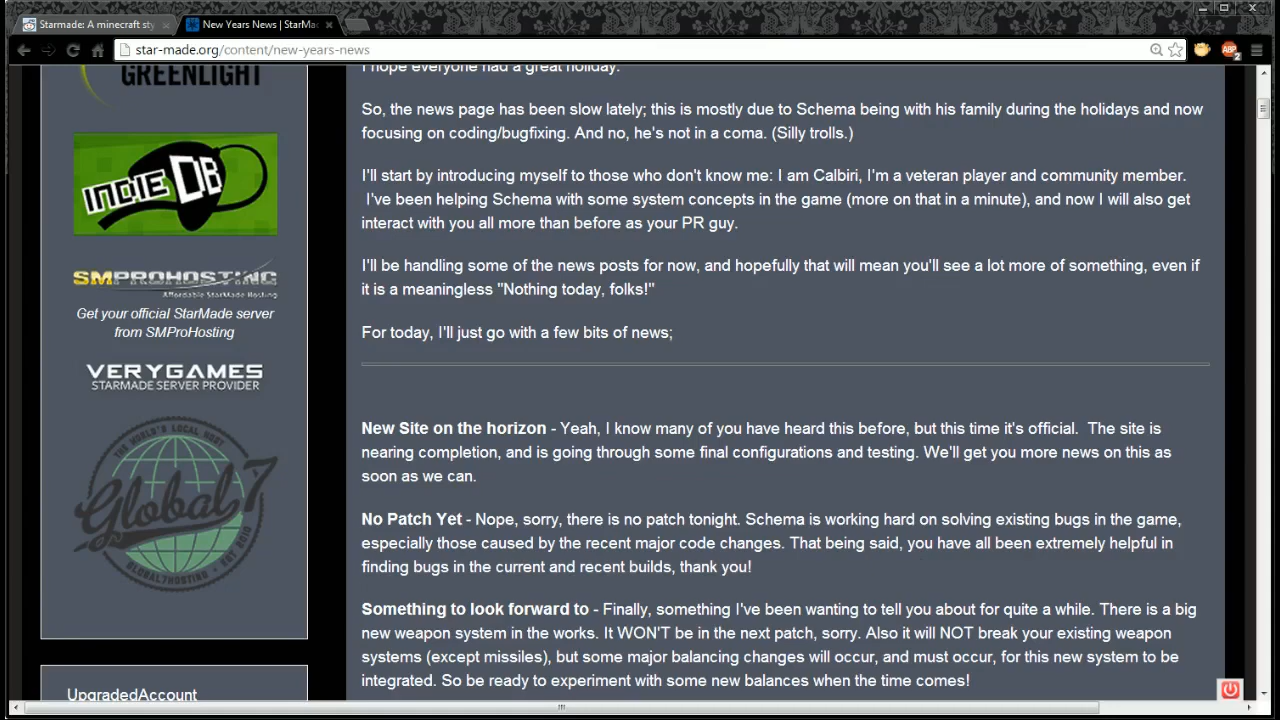 Starmade: A minecraft sty
New Years News | StarMa
star-made.org/content/new-years-news
ABP
2
GREENLIGHT
INDIE DB
SMPROHOSTING
Affordable StarMade Hosting
Get your official StarMade server
from SMProHosting
VERYGAMES
STARMADE SERVER PROVIDER
THE WORLD'S LOCAL HOST
Global7
GLOBAL7HOSTING
UpgradedAccount
I hope everyone had a great holiday.
So, the news page has been slow lately; this is mostly due to Schema being with his family during the holidays and now
focusing on coding/bugfixing. And no, he's not in a coma. (Silly trolls.)
I'll start by introducing myself to those who don't know me: I am Calbiri, I'm a veteran player and community member.
I've been helping Schema with some system concepts in the game (more on that in a minute), and now I will also get
interact with you all more than before as your PR guy.
I'll be handling some of the news posts for now, and hopefully that will mean you'll see a lot more of something, even if
it is a meaningless "Nothing today, folks!"
For today, I'll just go with a few bits of news;
New Site on the horizon - Yeah, I know many of you have heard this before, but this time it's official.  The site is
nearing completion, and is going through some final configurations and testing. We'll get you more news on this as
soon as we can.
No Patch Yet - Nope, sorry, there is no patch tonight. Schema is working hard on solving existing bugs in the game,
especially those caused by the recent major code changes. That being said, you have all been extremely helpful in
finding bugs in the current and recent builds, thank you!
Something to look forward to - Finally, something I've been wanting to tell you about for quite a while. There is a big
new weapon system in the works. It WON'T be in the next patch, sorry. Also it will NOT break your existing weapon
systems (except missiles), but some major balancing changes will occur, and must occur, for this new system to be
integrated. So be ready to experiment with some new balances when the time comes!